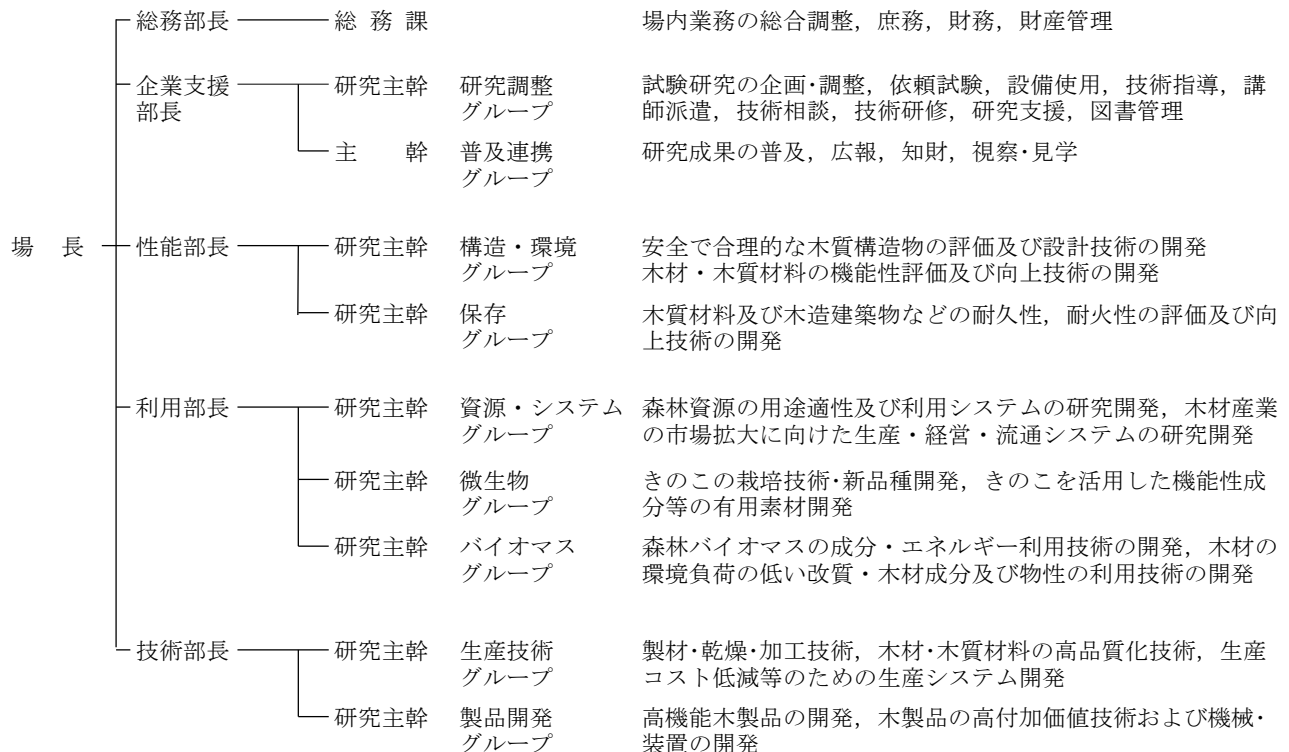 総務部長 総務課 場内業務の総合調整，庶務，財務，財産管理
企業支援 研究主幹 研究調整 試験研究の企画・調整，依頼試験，設備使用，技術指導，講
部長 グループ 師派遣，技術相談，技術研修，研究支援，図書管理
主幹 普及連携 研究成果の普及，広報，知財，視察・見学
グループ
場長 性能部長 研究主幹 構造・環境 安全で合理的な木質構造物の評価及び設計技術の開発
グループ 木材・木質材料の機能性評価及び向上技術の開発
研究主幹 保存 木質材料及び木造建築物などの耐久性，耐火性の評価及び向
グループ 上技術の開発
利用部長 研究主幹 資源・システム 森林資源の用途適性及び利用システムの研究開発，木材産業
グループ の市場拡大に向けた生産・経営・流通システムの研究開発
研究主幹 微生物 きのこの栽培技術・新品種開発，きのこを活用した機能性成
グループ 分等の有用素材開発
研究主幹 バイオマス 森林バイオマスの成分・エネルギー利用技術の開発，木材の
グループ 環境負荷の低い改質・木材成分及び物性の利用技術の開発
技術部長 研究主幹 生産技術 製材・乾燥・加工技術，木材・木質材料の高品質化技術，生産
グループ コスト低減等のための生産システム開発
研究主幹 製品開発 高機能木製品の開発，木製品の高付加価値技術および機械・
グループ 装置の開発